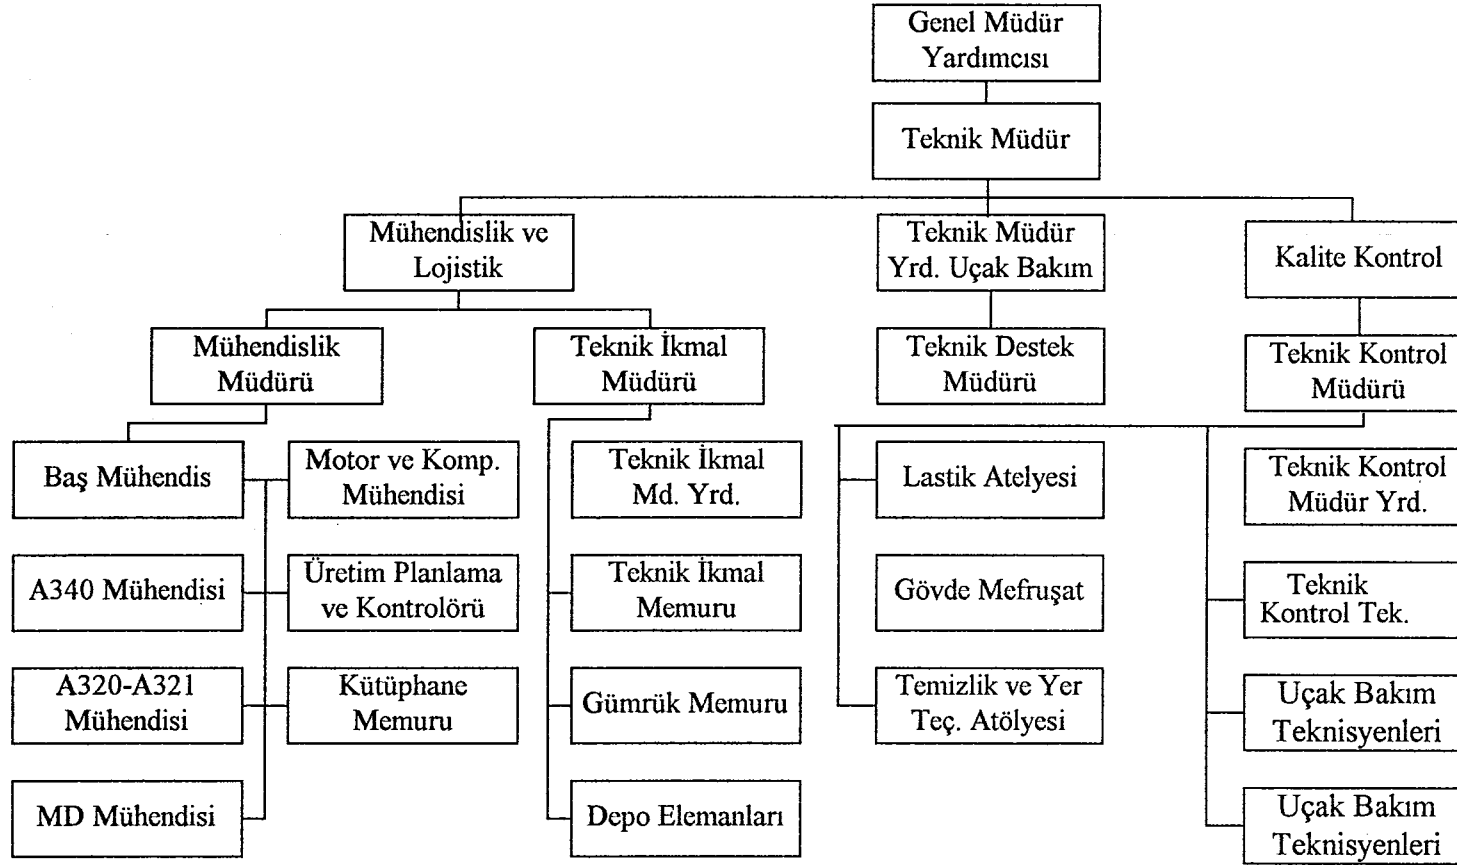 Genel Müdür
Yardımcısı
Teknik Müdür
Mühendislik ve
Lojistik
Teknik Müdür
Yrd. Uçak Bakım
Kalite Kontrol
Mühendislik
Müdürü
Teknik İkmal
Müdürü
Teknik Destek
Müdürü
Teknik Kontrol
Müdürü
Baş Mühendis
Motor ve Komp.
Mühendisi
Teknik İkmal
Md. Yrd.
Lastik Atelyesi
Teknik Kontrol
Müdür Yrd.
A340 Mühendisi
Üretim Planlama
ve Kontrolörü
Teknik İkmal
Memuru
Gövde Mefruşat
Teknik
Kontrol Tek.
A320-A321
Mühendisi
Kütüphane
Memuru
Gümrük Memuru
Temizlik ve Yer
Teç. Atölyesi
Uçak Bakım
Teknisyenleri
MD Mühendisi
Depo Elemanları
Uçak Bakım
Teknisyenleri